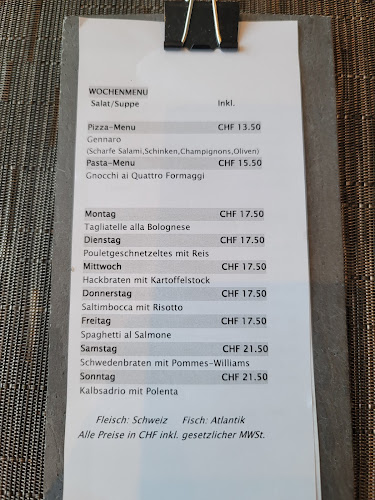 WOCHENMENU
Salat/Suppe Inkl.
Pizza-Menu CHF 13.50
Gennaro
(Scharfe Salami,Schinken,Champignons,Oliven)
Pasta-Menu CHF 15.50
Gnocchi ai Quattro Formaggi
Montag CHF 17.50
Tagliatelle alla Bolognese
Dienstag CHF 17.50
Pouletgeschnetzeltes mit Reis
Mittwoch CHF 17.50
Hackbraten mit Kartoffelstock
Donnerstag CHF 17.50
Saltimbocca mit Risotto
Freitag CHF 17.50
Spaghetti al Salmone
Samstag CHF 21.50
Schwedenbraten mit Pommes-Williams
Sonntag CHF 21.50
Kalbsadrio mit Polenta
Fleisch: Schweiz Fisch: Atlantik
Alle Preise in CHF inkl. gesetzlicher MWSt.